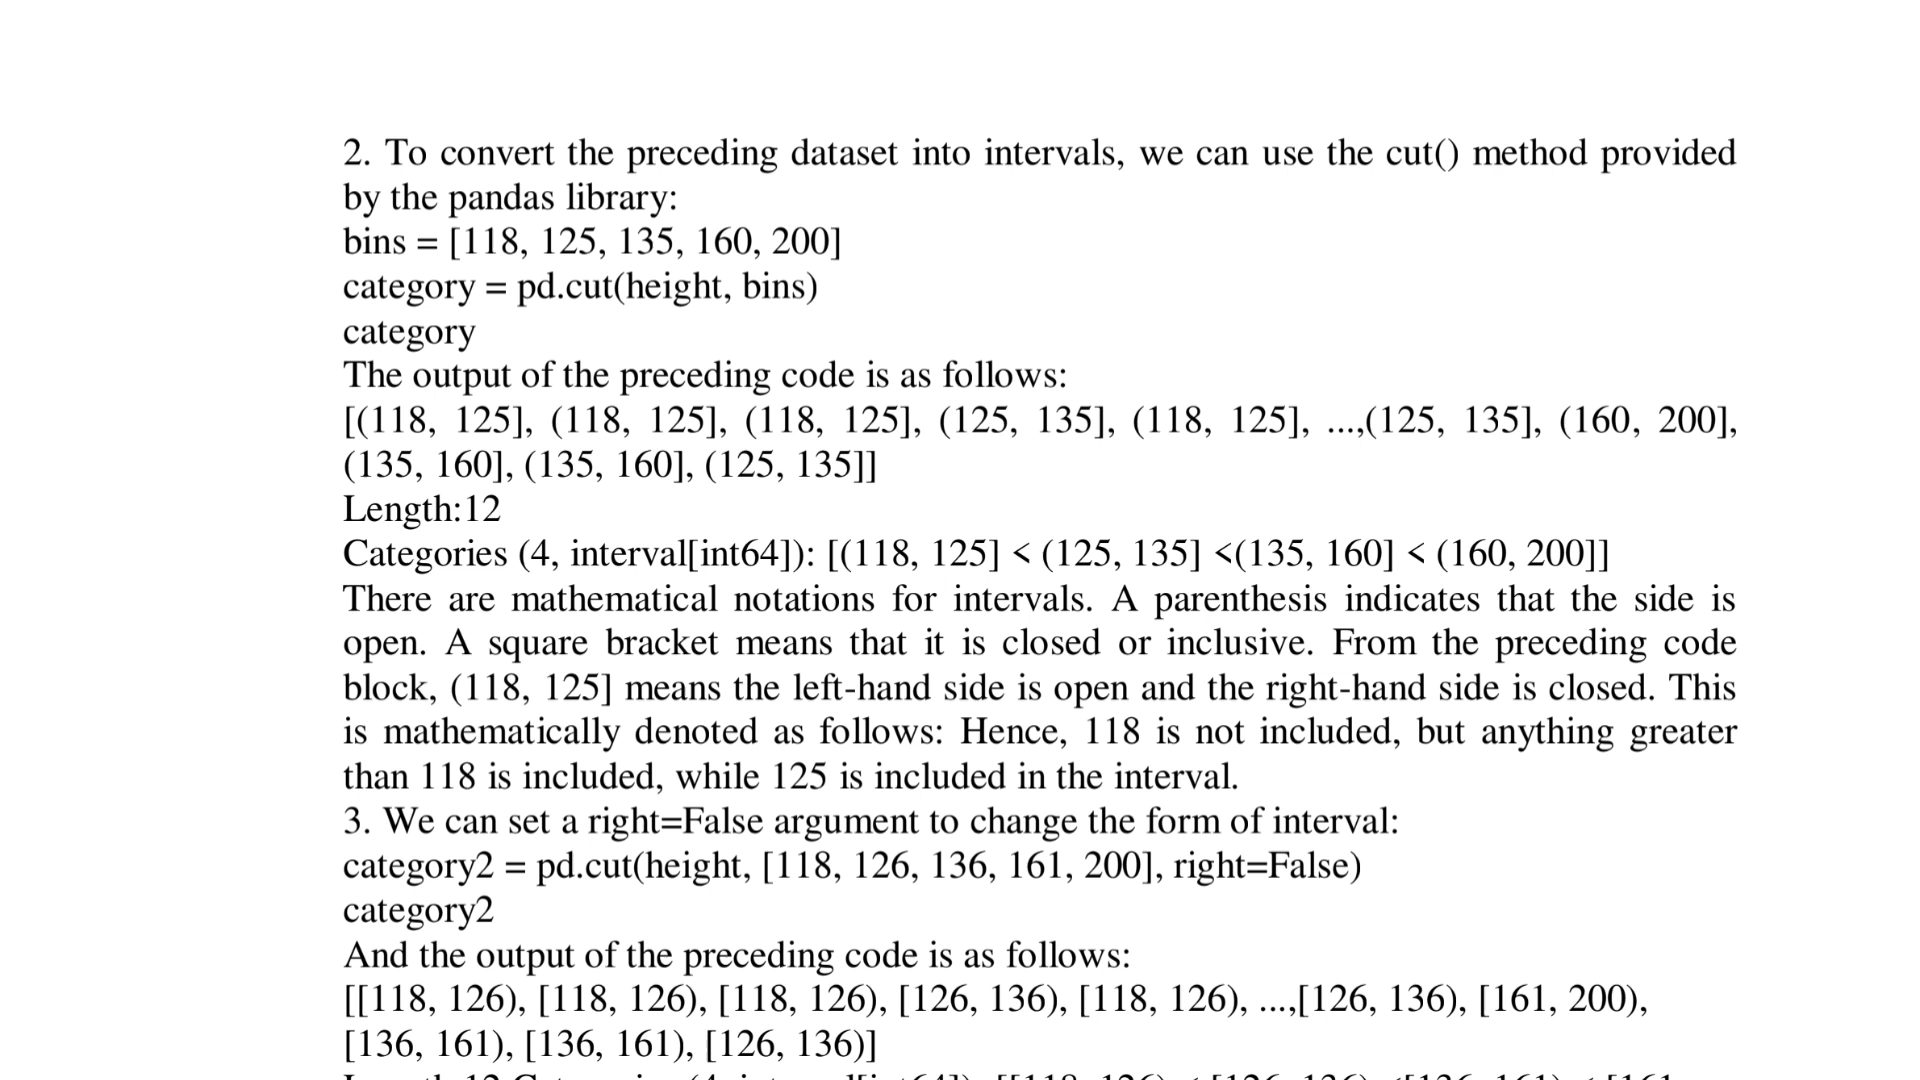 2. To convert the preceding dataset into intervals, we can use the cut() method provided
by the pandas library:
bins = [118, 125, 135, 160, 200]
category = pd.cut(height, bins)
category
The output of the preceding code is as follows:
[(118, 125], (118, 125], (118, 125], (125, 135], (118, 125], ...,(125, 135], (160, 200],
(135, 160], (135, 160], (125, 135]]
Length:12
Categories (4, interval[int64]): [(118, 125] < (125, 135] <(135, 160] < (160, 200]]
There are mathematical notations for intervals. A parenthesis indicates that the side is
open. A square bracket means that it is closed or inclusive. From the preceding code
block, (118, 125] means the left-hand side is open and the right-hand side is closed. This
is mathematically denoted as follows: Hence, 118 is not included, but anything greater
than 118 is included, while 125 is included in the interval.
3. We can set a right=False argument to change the form of interval:
category2 = pd.cut(height, [118, 126, 136, 161, 200], right=False)
category2
And the output of the preceding code is as follows:
[[118, 126), [118, 126), [118, 126), [126, 136), [118, 126), ...,[126, 136), [161, 200),
[136, 161), [136, 161), [126, 136)]